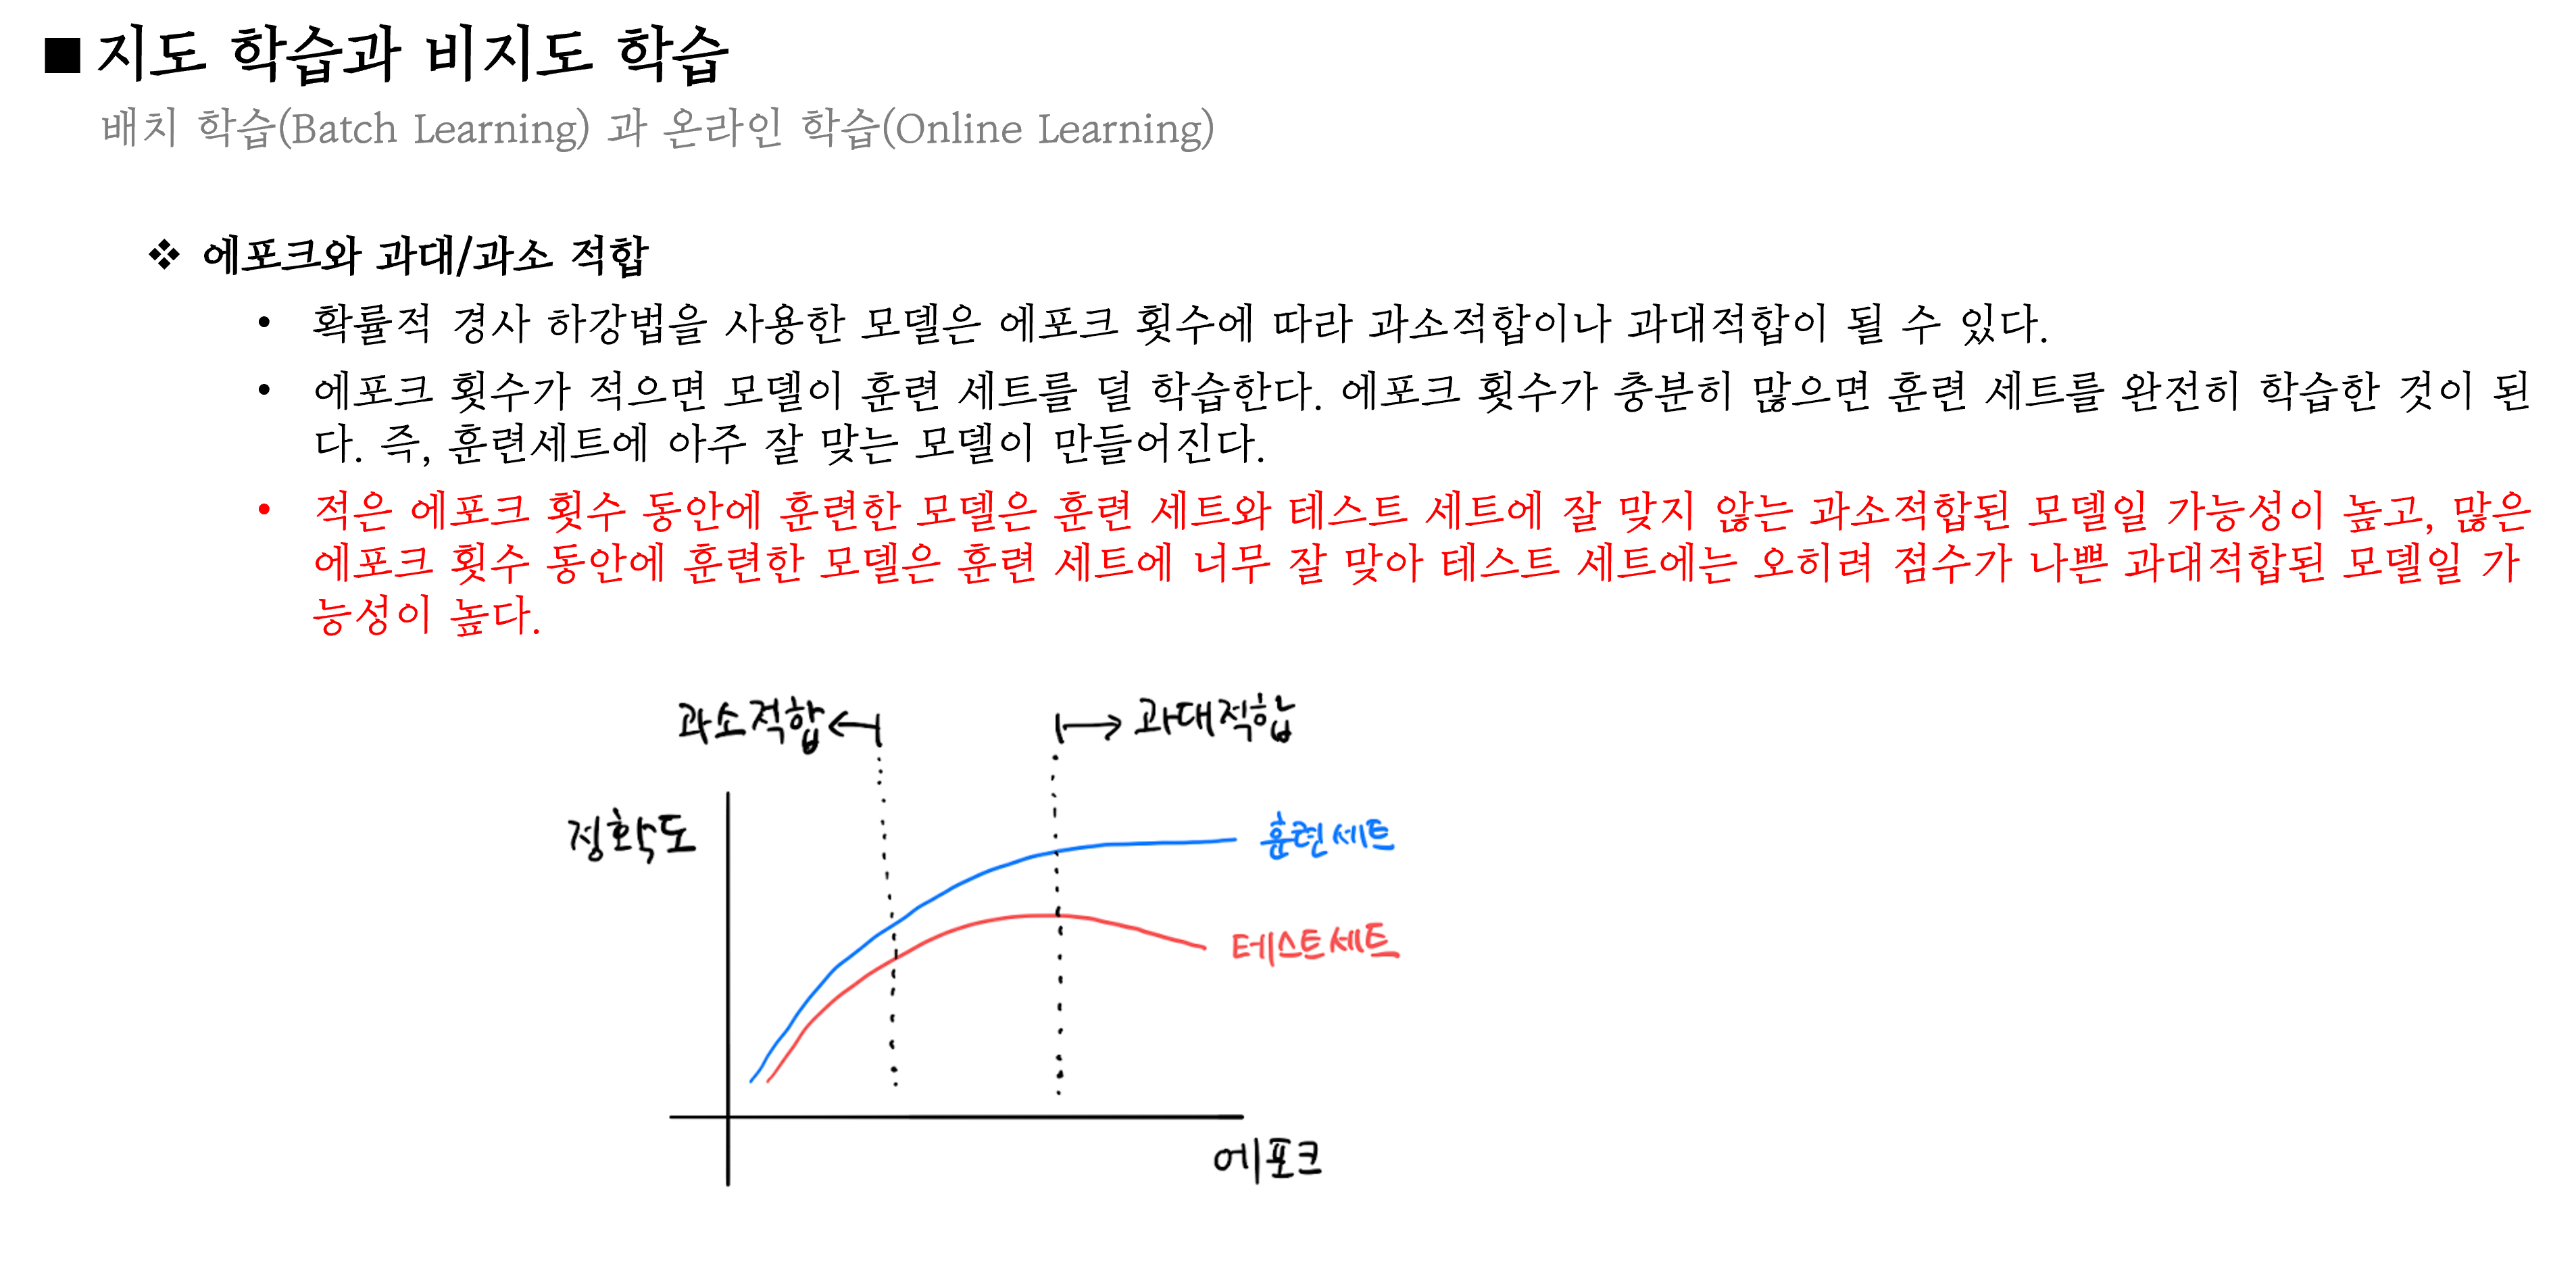 ■ 지도 학습과 비지도 학습
배치 학습(Batch Learning) 과 온라인 학습(Online Learning)
❖ 에포크와 과대/과소 적합
• 확률적 경사 하강법을 사용한 모델은 에포크 횟수에 따라 과소적합이나 과대적합이 될 수 있다.
• 에포크 횟수가 적으면 모델이 훈련 세트를 덜 학습한다. 에포크 횟수가 충분히 많으면 훈련 세트를 완전히 학습한 것이 된
다. 즉, 훈련세트에 아주 잘 맞는 모델이 만들어진다.
• 적은 에포크 횟수 동안에 훈련한 모델은 훈련 세트와 테스트 세트에 잘 맞지 않는 과소적합된 모델일 가능성이 높고, 많은
에포크 횟수 동안에 훈련한 모델은 훈련 세트에 너무 잘 맞아 테스트 세트에는 오히려 점수가 나쁜 과대적합된 모델일 가
능성이 높다.
과소적합
과대적합
정확도
훈련세트
테스트세트
에포크